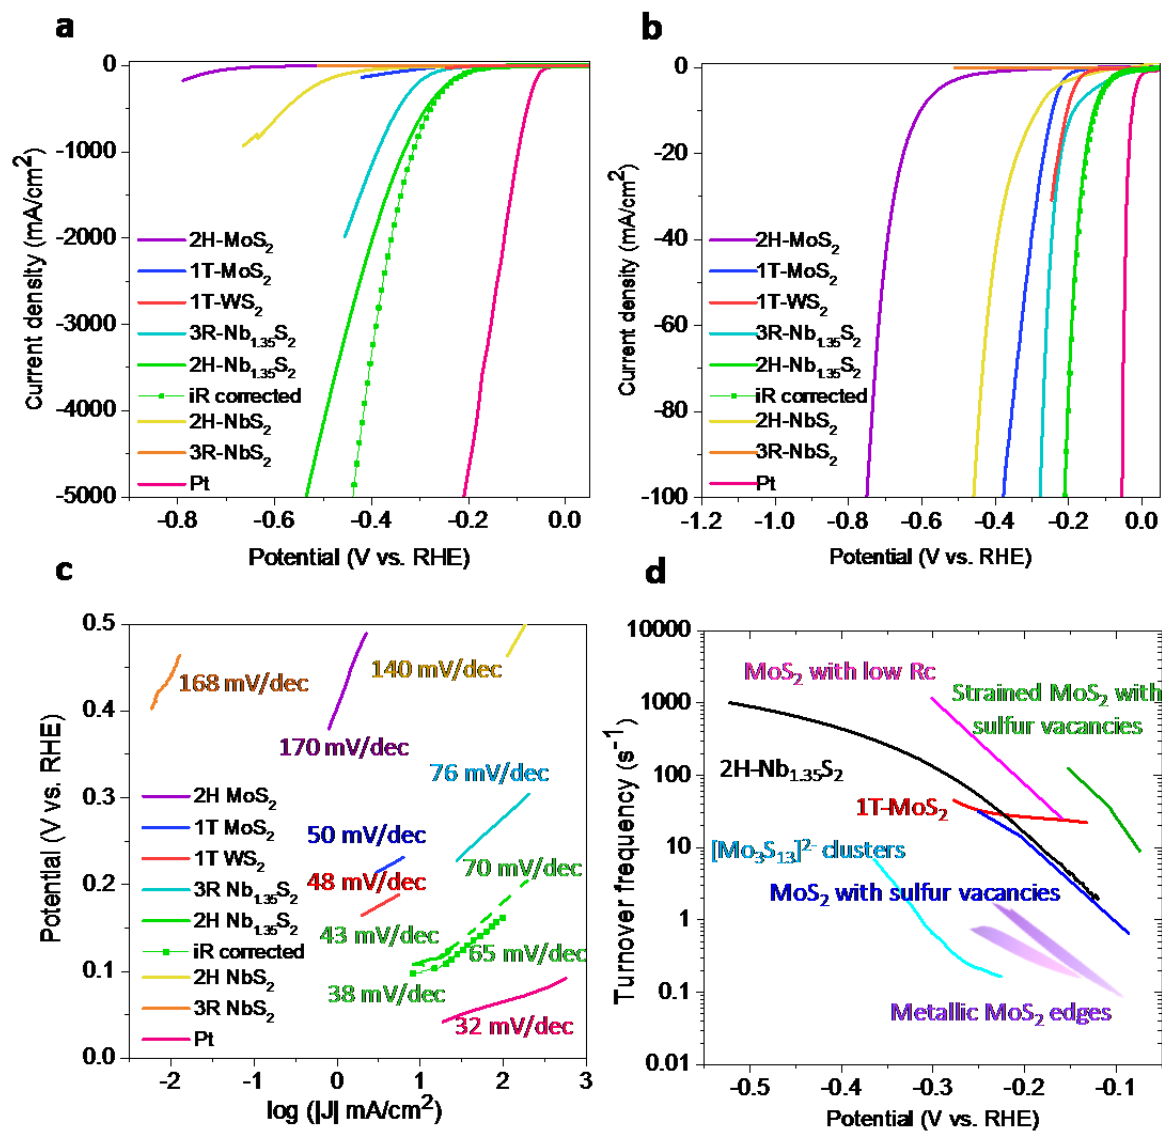 a
0
-1000
-2000
-3000
-4000
-5000
-0.8
-0.6
-0.4
-0.2
0.0
Current density (mA/cm²)
Potential (V vs. RHE)
2H-MoS₂
1T-MoS₂
1T-WS₂
3R-Nb₁.₃₅S₂
2H-Nb₁.₃₅S₂
iR corrected
2H-NbS₂
3R-NbS₂
Pt
b
0
-20
-40
-60
-80
-100
-1.2
-1.0
-0.8
-0.6
-0.4
-0.2
0.0
Current density (mA/cm²)
Potential (V vs. RHE)
2H-MoS₂
1T-MoS₂
1T-WS₂
3R-Nb₁.₃₅S₂
2H-Nb₁.₃₅S₂
iR corrected
2H-NbS₂
3R-NbS₂
Pt
c
0.5
0.4
0.3
0.2
0.1
0.0
-2
-1
0
1
2
3
Potential (V vs. RHE)
log (|J| mA/cm²)
168 mV/dec
140 mV/dec
170 mV/dec
76 mV/dec
50 mV/dec
48 mV/dec
70 mV/dec
43 mV/dec
65 mV/dec
38 mV/dec
32 mV/dec
2H MoS₂
1T MoS₂
1T WS₂
3R Nb₁.₃₅S₂
2H Nb₁.₃₅S₂
iR corrected
2H NbS₂
3R NbS₂
Pt
d
10000
1000
100
10
1
0.1
0.01
-0.5
-0.4
-0.3
-0.2
-0.1
Turnover frequency (s⁻¹)
Potential (V vs. RHE)
MoS₂ with low Rc
Strained MoS₂ with
sulfur vacancies
2H-Nb₁.₃₅S₂
1T-MoS₂
[Mo₃S₁₃]²⁻ clusters
MoS₂ with sulfur vacancies
Metallic MoS₂ edges